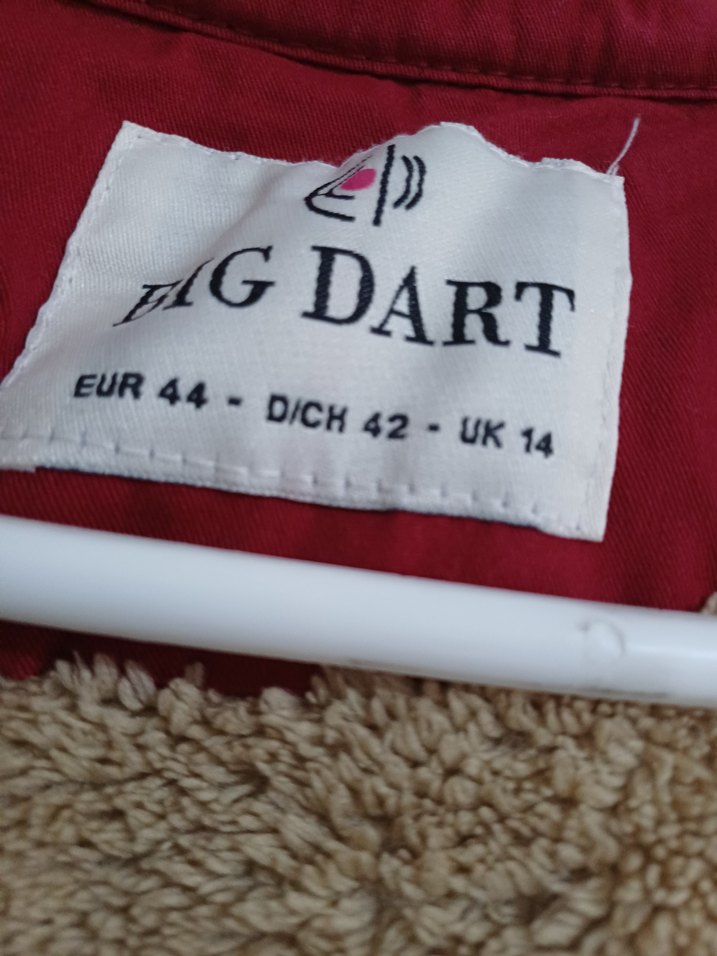 BIG DART
EUR 44 - D/CH 42 - UK 14